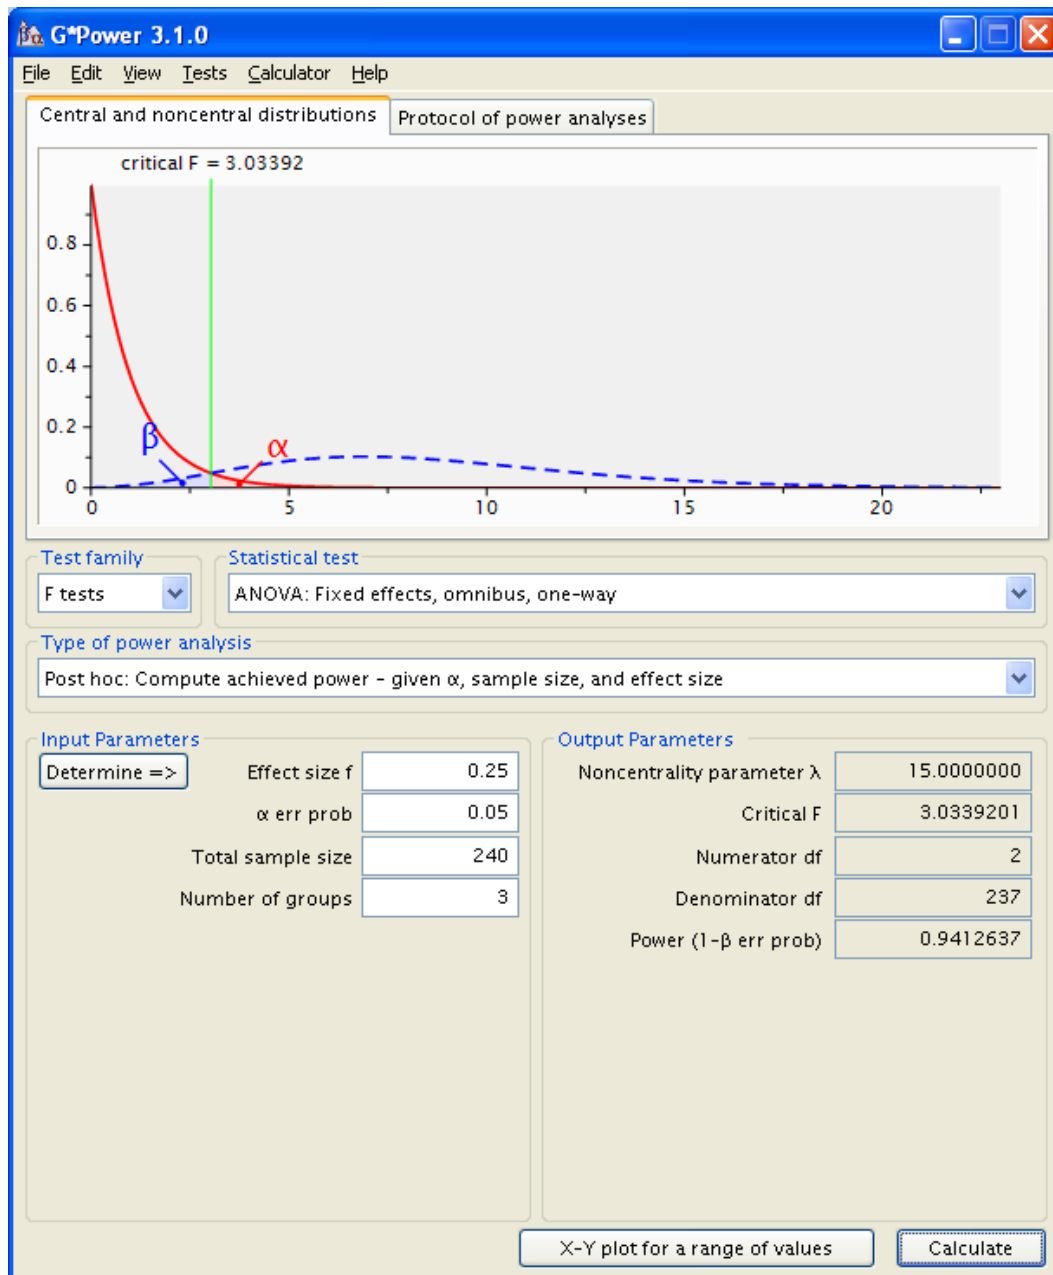 G*Power 3.1.0
File Edit View Tests Calculator Help
Central and noncentral distributions Protocol of power analyses
critical F = 3.03392
0.8
0.6
0.4
0.2
β α
0
0 5 10 15 20
Test family Statistical test
F tests ANOVA: Fixed effects, omnibus, one-way
Type of power analysis
Post hoc: Compute achieved power - given α, sample size, and effect size
Input Parameters Output Parameters
Determine => Effect size f 0.25 Noncentrality parameter λ 15.0000000
α err prob 0.05 Critical F 3.0339201
Total sample size 240 Numerator df 2
Number of groups 3 Denominator df 237
Power (1-β err prob) 0.9412637
X-Y plot for a range of values Calculate